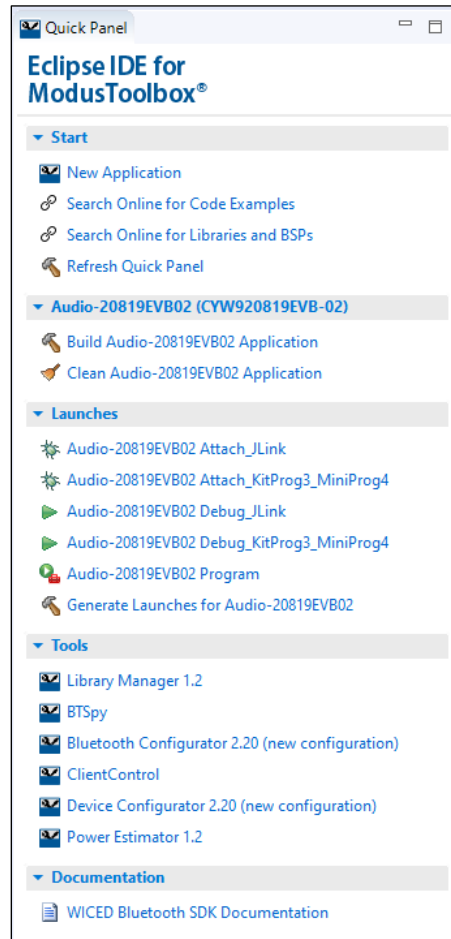 Quick Panel
Eclipse IDE for
ModusToolbox®
Start
New Application
Search Online for Code Examples
Search Online for Libraries and BSPs
Refresh Quick Panel
Audio-20819EVB02 (CYW920819EVB-02)
Build Audio-20819EVB02 Application
Clean Audio-20819EVB02 Application
Launches
Audio-20819EVB02 Attach_JLink
Audio-20819EVB02 Attach_KitProg3_MiniProg4
Audio-20819EVB02 Debug_JLink
Audio-20819EVB02 Debug_KitProg3_MiniProg4
Audio-20819EVB02 Program
Generate Launches for Audio-20819EVB02
Tools
Library Manager 1.2
BTSpy
Bluetooth Configurator 2.20 (new configuration)
ClientControl
Device Configurator 2.20 (new configuration)
Power Estimator 1.2
Documentation
WICED Bluetooth SDK Documentation